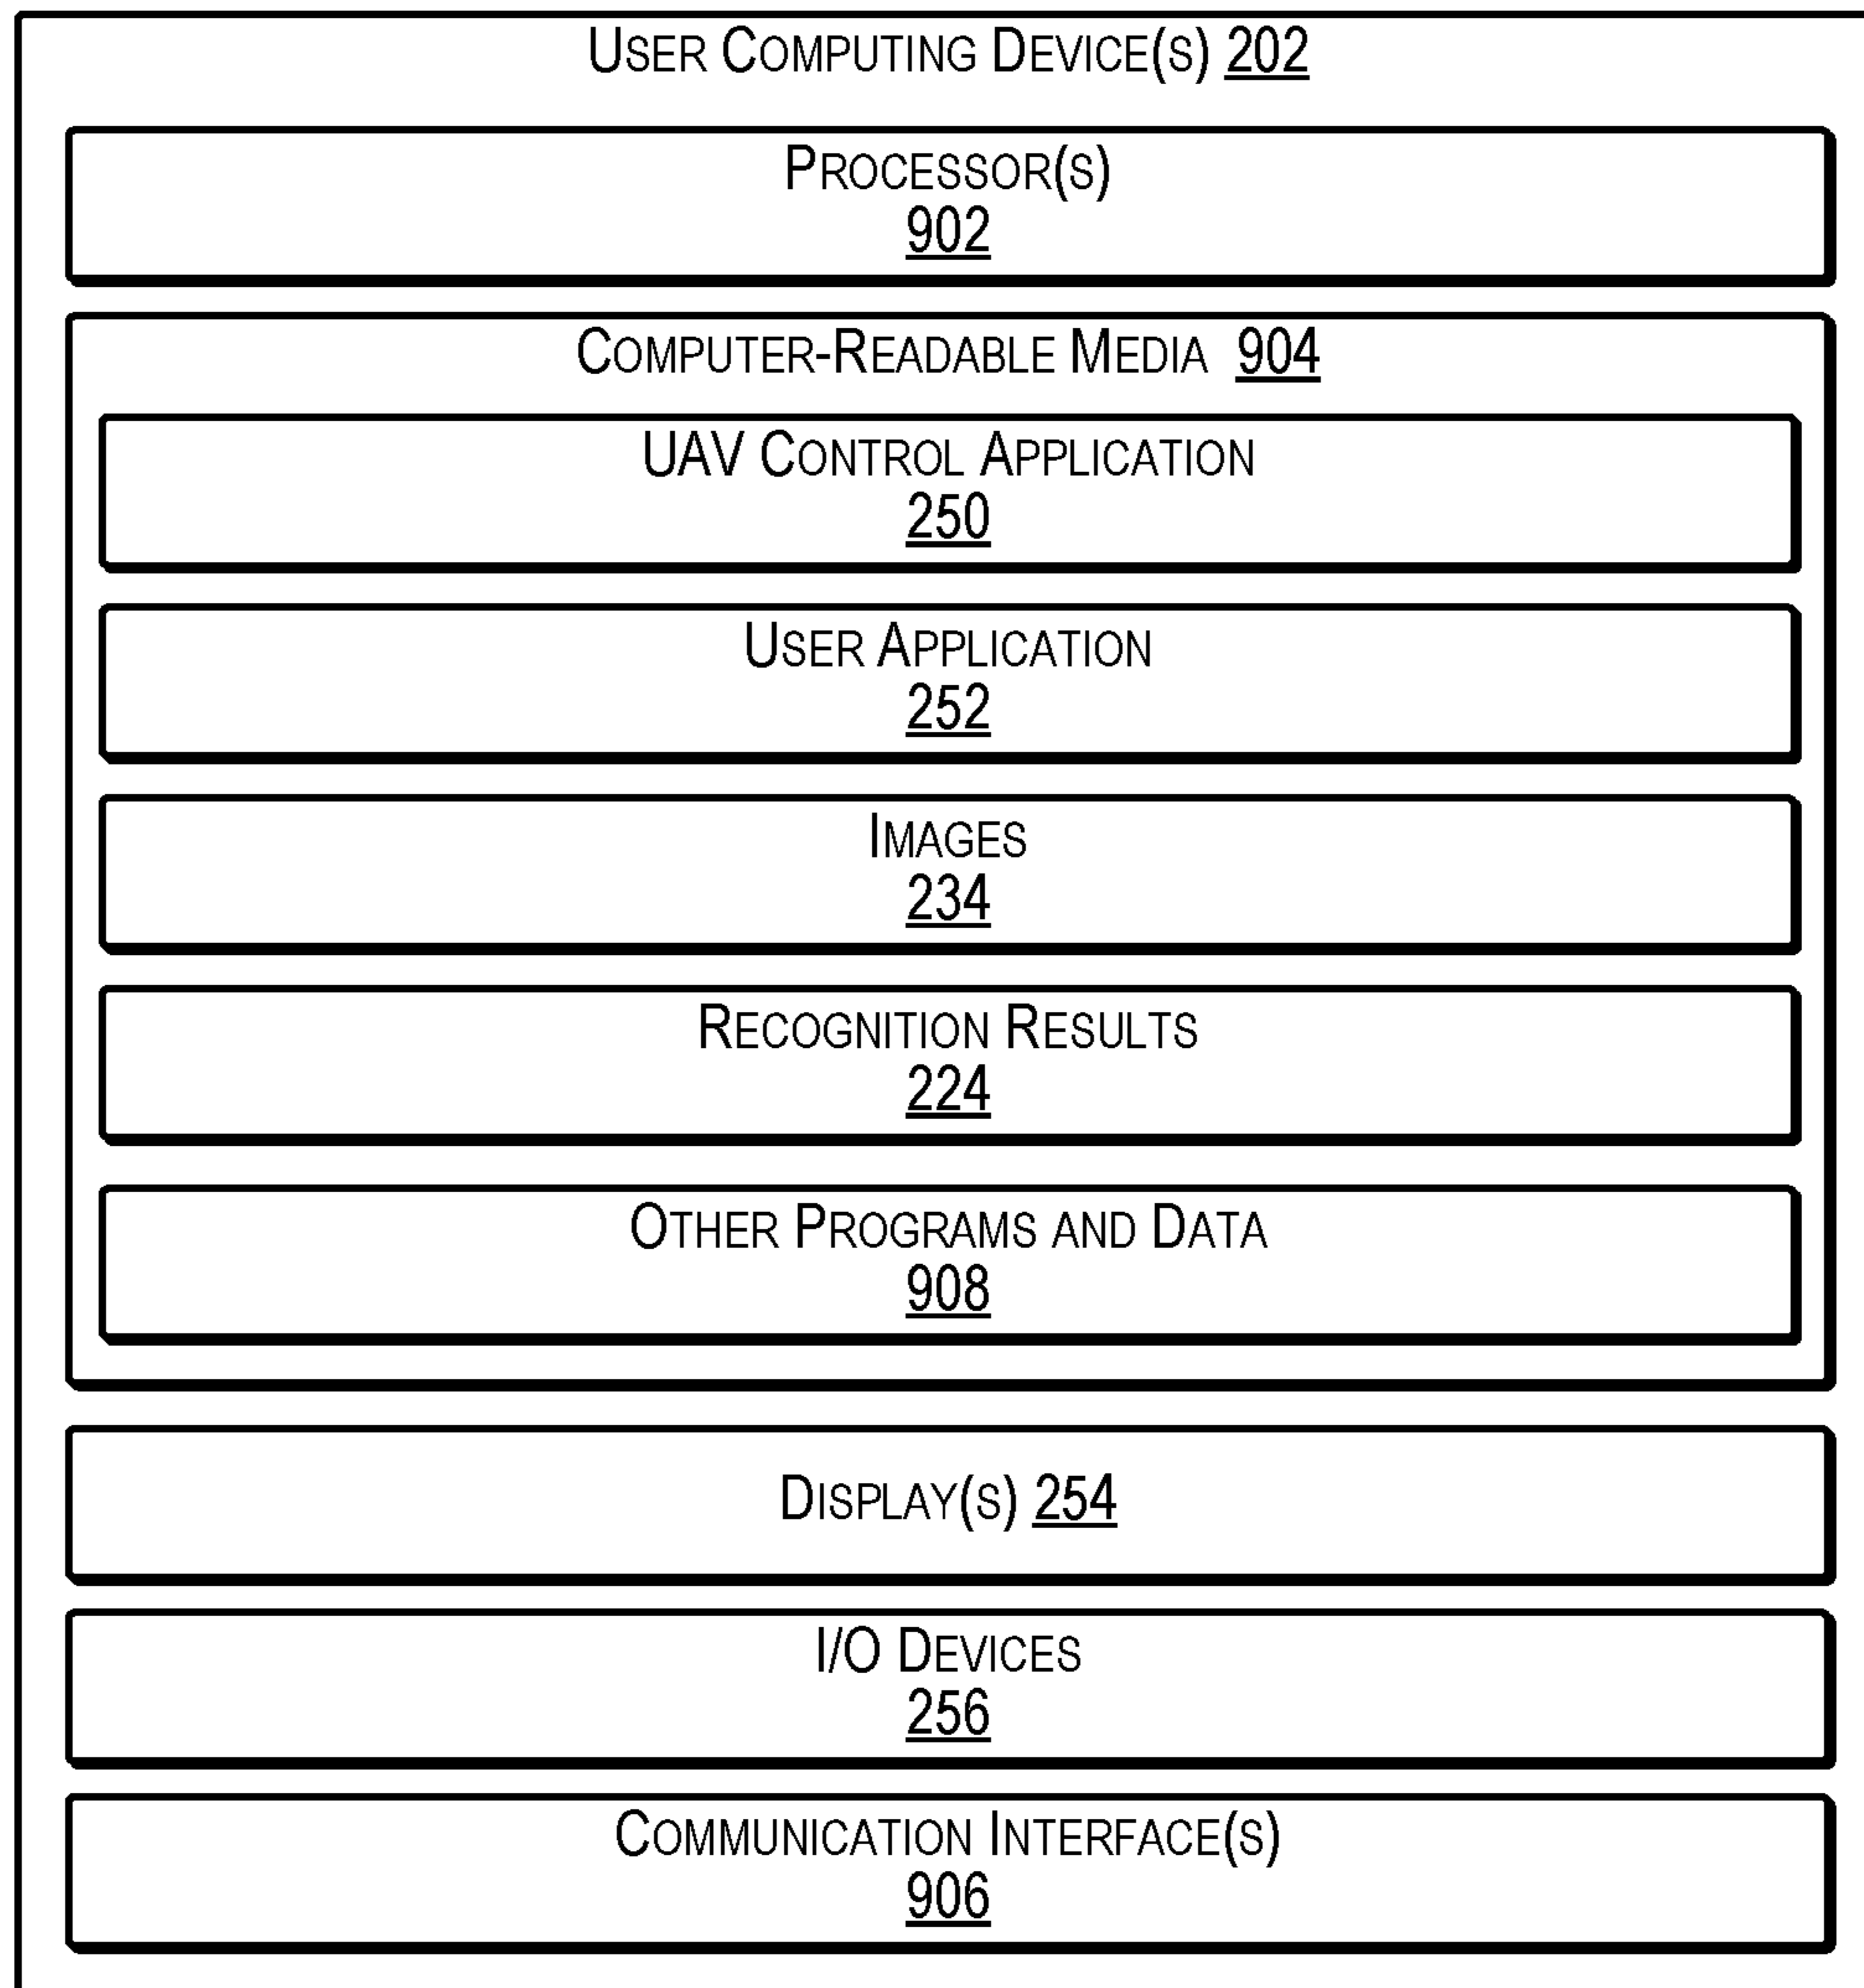 User Computing Device(s) 202
Processor(s)
902
Computer-Readable Media 904
UAV Control Application
250
User Application
252
Images
234
Recognition Results
224
Other Programs and Data
908
Display(s) 254
I/O Devices
256
Communication Interface(s)
906